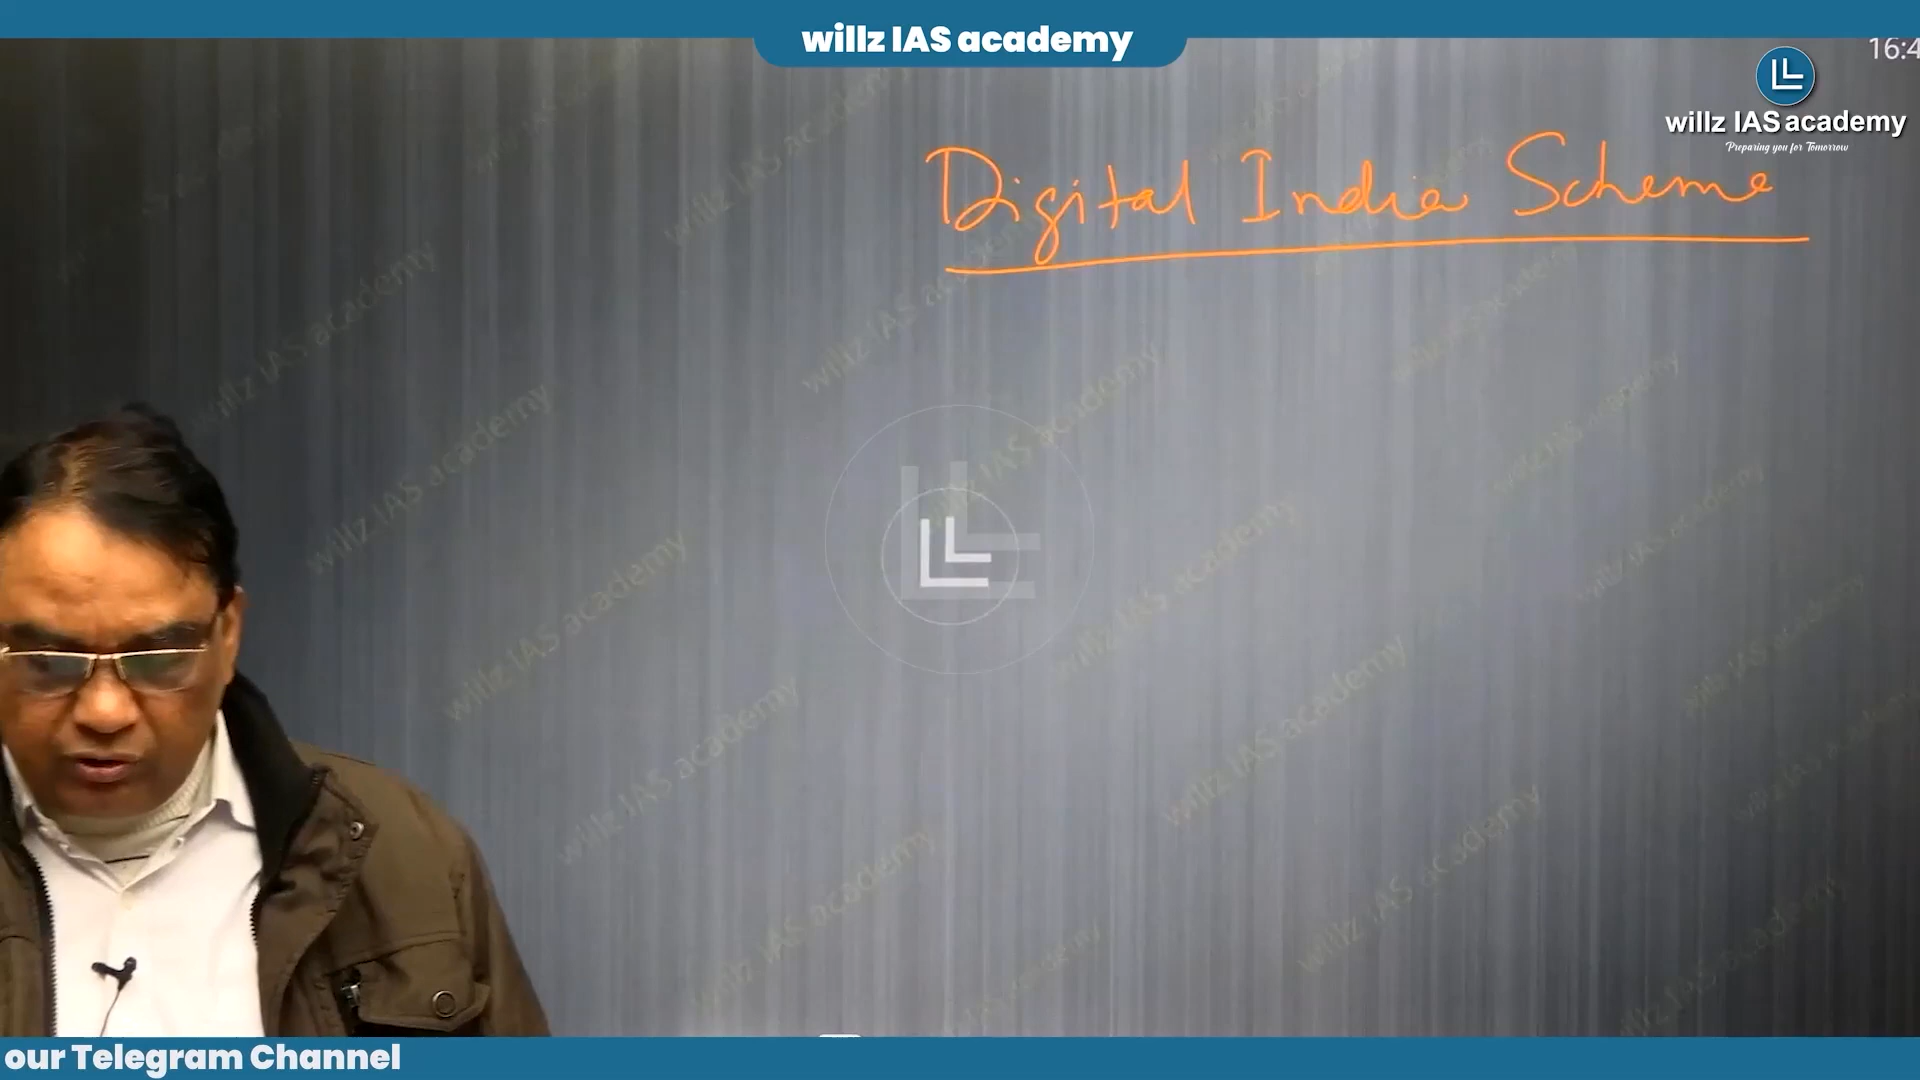 willz IAS academy
16:4
willz IAS academy
Preparing you for Tomorrow
Digital India Scheme
our Telegram Channel